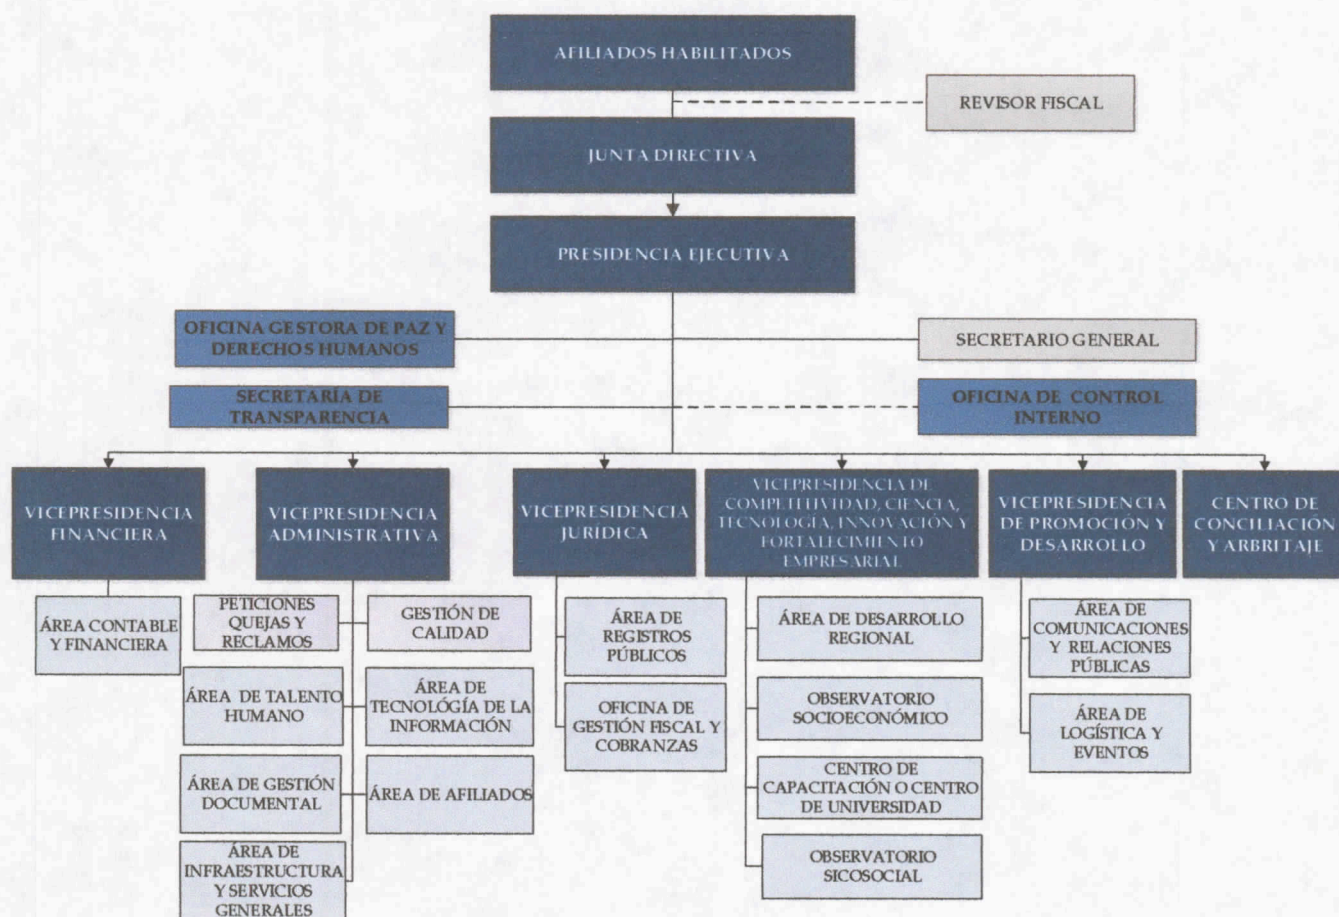 AFILIADOS HABILITADOS
REVISOR FISCAL
JUNTA DIRECTIVA
PRESIDENCIA EJECUTIVA
OFICINA GESTORA DE PAZ Y
DERECHOS HUMANOS
SECRETARIO GENERAL
SECRETARÍA DE
TRANSPARENCIA
OFICINA DE CONTROL
INTERNO
VICEPRESIDENCIA
FINANCIERA
VICEPRESIDENCIA
ADMINISTRATIVA
VICEPRESIDENCIA
JURÍDICA
VICEPRESIDENCIA DE
COMPETITIVIDAD, CIENCIA,
TECNOLOGÍA, INNOVACIÓN Y
FORTALECIMIENTO
EMPRESARIAL
VICEPRESIDENCIA
DE PROMOCIÓN Y
DESARROLLO
CENTRO DE
CONCILIACIÓN
Y ARBRITAJE
ÁREA CONTABLE
Y FINANCIERA
PETICIONES
QUEJAS Y
RECLAMOS
GESTIÓN DE
CALIDAD
ÁREA DE TALENTO
HUMANO
ÁREA DE
TECNOLÓGÍA DE LA
INFORMACIÓN
ÁREA DE GESTIÓN
DOCUMENTAL
ÁREA DE AFILIADOS
ÁREA DE
INFRAESTRUCTURA
Y SERVICIOS
GENERALES
ÁREA DE
REGISTROS
PÚBLICOS
OFICINA DE
GESTIÓN FISCAL Y
COBRANZAS
ÁREA DE DESARROLLO
REGIONAL
OBSERVATORIO
SOCIOECONÓMICO
CENTRO DE
CAPACITACIÓN O CENTRO
DE UNIVERSIDAD
OBSERVATORIO
SICOSOCIAL
ÁREA DE
COMUNICACIONES
Y RELACIONES
PÚBLICAS
ÁREA DE
LOGÍSTICA Y
EVENTOS